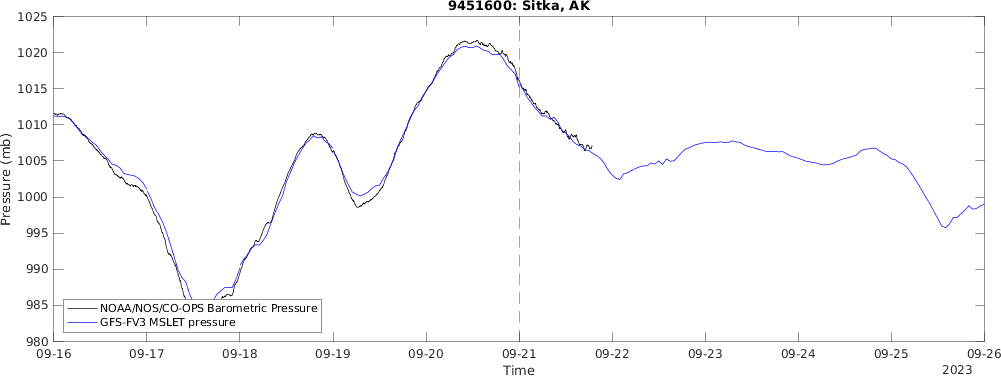 9451600: Sitka, AK
1025
1020
1015
1010
1005
1000
995
990
985
980
Pressure (mb)
NOAA/NOS/CO-OPS Barometric Pressure
GFS-FV3 MSLET pressure
09-16 09-17 09-18 09-19 09-20 09-21 09-22 09-23 09-24 09-25 09-26
Time
2023